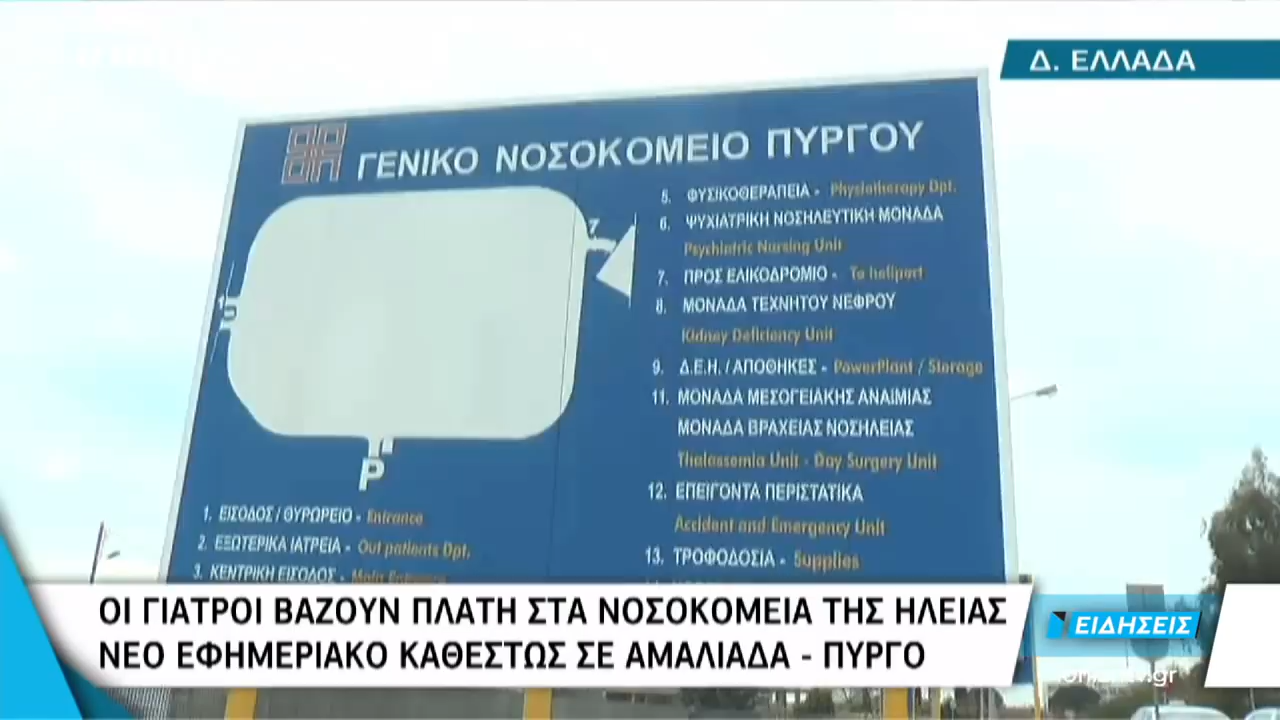 Δ. ΕΛΛΑΔΑ
ΓΕΝΙΚΟ ΝΟΣΟΚΟΜΕΙΟ ΠΥΡΓΟΥ
5. ΦΥΣΙΚΟΘΕΡΑΠΕΙΑ - Physiotherapy Dpt.
6. ΨΥΧΙΑΤΡΙΚΗ ΝΟΣΗΛΕΥΤΙΚΗ ΜΟΝΑΔΑ
Psychiatric Nursing Unit
7. ΠΡΟΣ ΕΛΙΚΟΔΡΟΜΙΟ - To heliport
8. ΜΟΝΑΔΑ ΤΕΧΝΗΤΟΥ ΝΕΦΡΟΥ
Kidney Deficiency Unit
9. Δ.Ε.Η. / ΑΠΟΘΗΚΕΣ - PowerPlant / Storage
11. ΜΟΝΑΔΑ ΜΕΣΟΓΕΙΑΚΗΣ ΑΝΑΙΜΙΑΣ
ΜΟΝΑΔΑ ΒΡΑΧΕΙΑΣ ΝΟΣΗΛΕΙΑΣ
Thalassemia Unit - Day Surgery Unit
12. ΕΠΕΙΓΟΝΤΑ ΠΕΡΙΣΤΑΤΙΚΑ
Accident and Emergency Unit
13. ΤΡΟΦΟΔΟΣΙΑ - Supplies
7
1
P
1. ΕΙΣΟΔΟΣ / ΘΥΡΩΡΕΙΟ - Entrance
2. ΕΞΩΤΕΡΙΚΑ ΙΑΤΡΕΙΑ - Out patients Dpt.
3. ΚΕΝΤΡΙΚΗ ΕΙΣΟΔΟΣ - Main Entrance
ΟΙ ΓΙΑΤΡΟΙ ΒΑΖΟΥΝ ΠΛΑΤΗ ΣΤΑ ΝΟΣΟΚΟΜΕΙΑ ΤΗΣ ΗΛΕΙΑΣ
ΝΕΟ ΕΦΗΜΕΡΙΑΚΟ ΚΑΘΕΣΤΩΣ ΣΕ ΑΜΑΛΙΑΔΑ - ΠΥΡΓΟ
ΕΙΔΗΣΕΙΣ